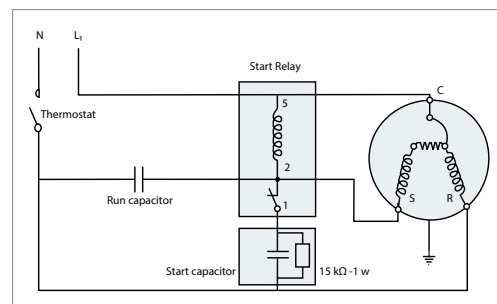 N L₁
Start Relay
C
5
Thermostat
2
Run capacitor
1
S R
Start capacitor
15 kΩ -1 w